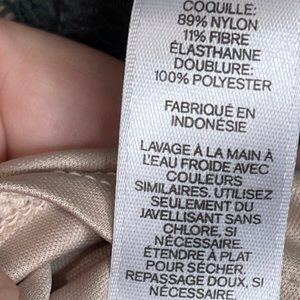 COQUILLE:
89% NYLON
11% FIBRE
ÉLASTHANNE
DOUBLURE:
100% POLYESTER
FABRIQUÉ EN
INDONÉSIE
LAVAGE À LA MAIN À
L'EAU FROIDE AVEC
COULEURS
SIMILAIRES. UTILISEZ
SEULEMENT DU
JAVELLISANT SANS
CHLORE, SI
NÉCESSAIRE.
ÉTENDRE À PLAT
POUR SÉCHER.
REPASSAGE DOUX, SI
NÉCESSAIRE.